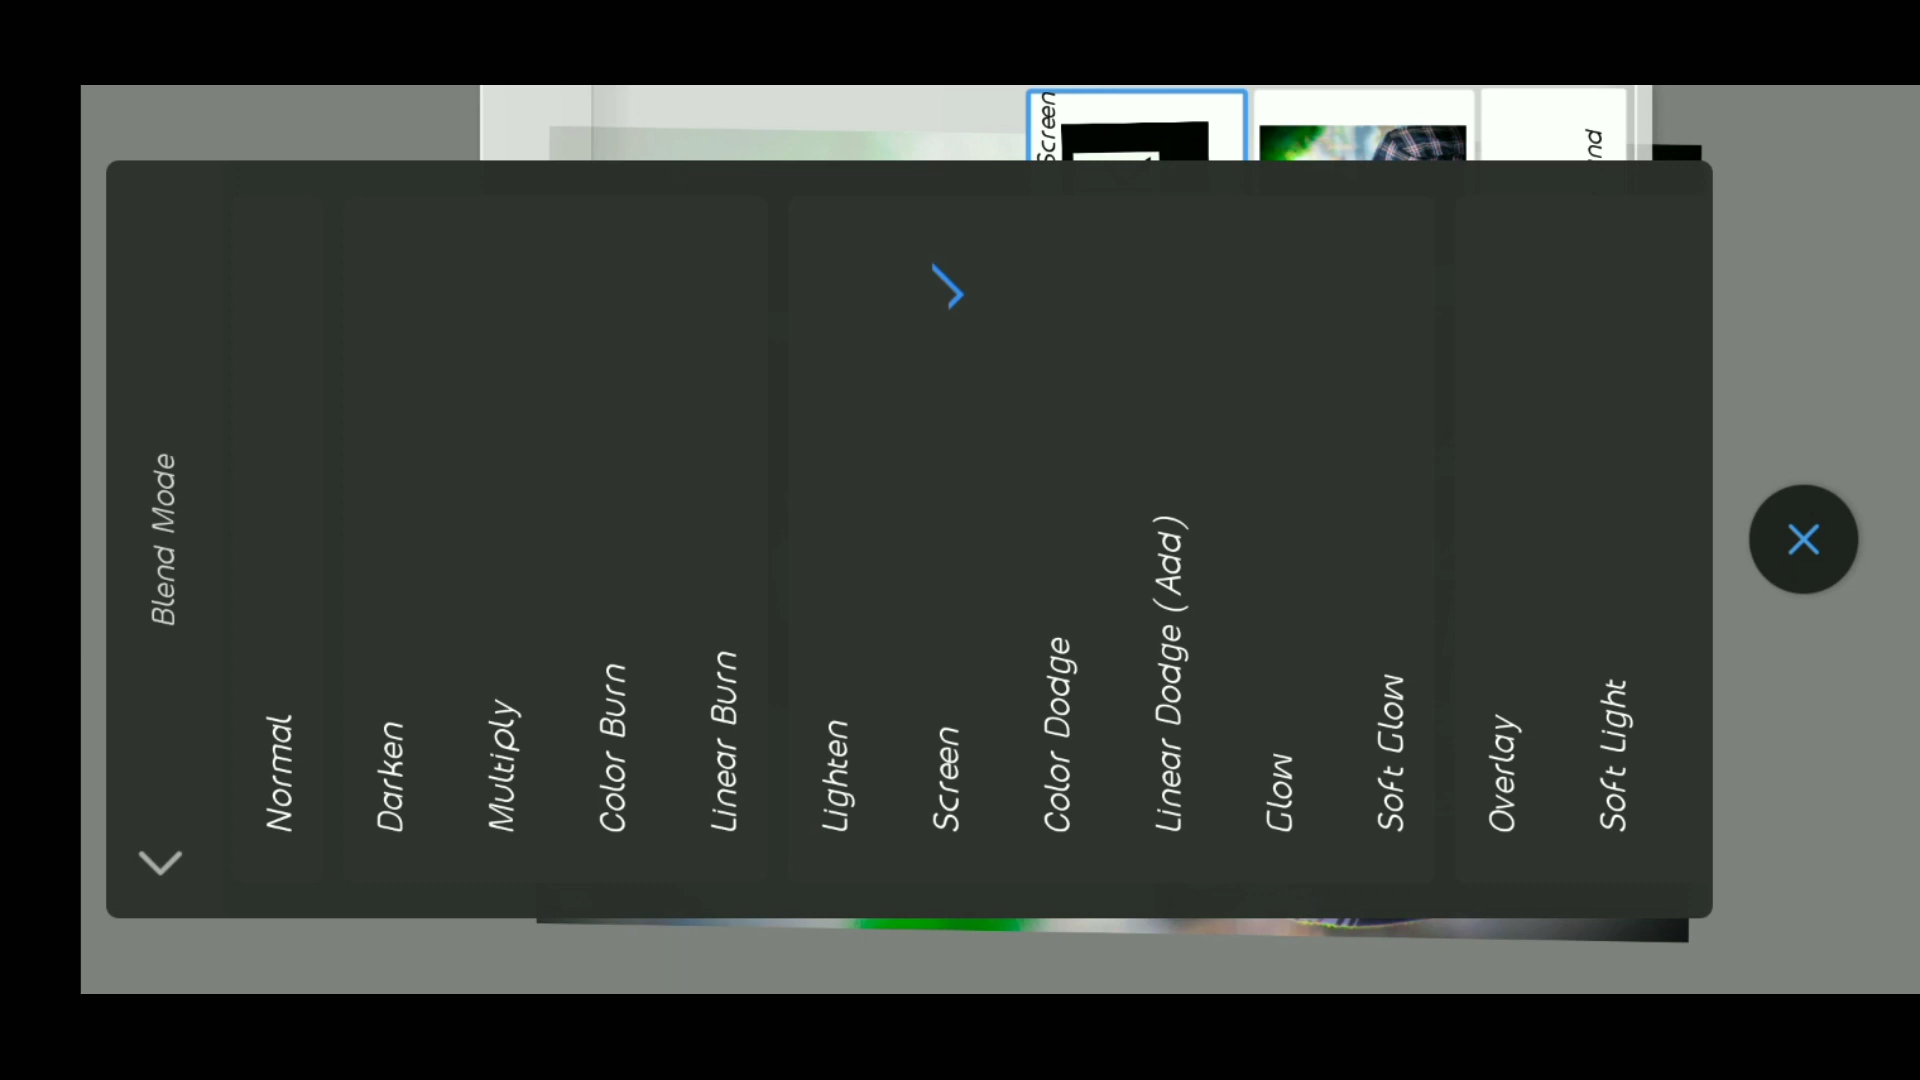 Blend Mode
Normal
Darken
Multiply
Color Burn
Linear Burn
Lighten
Screen
Color Dodge
Linear Dodge (Add)
Glow
Soft Glow
Overlay
Soft Light
Screen